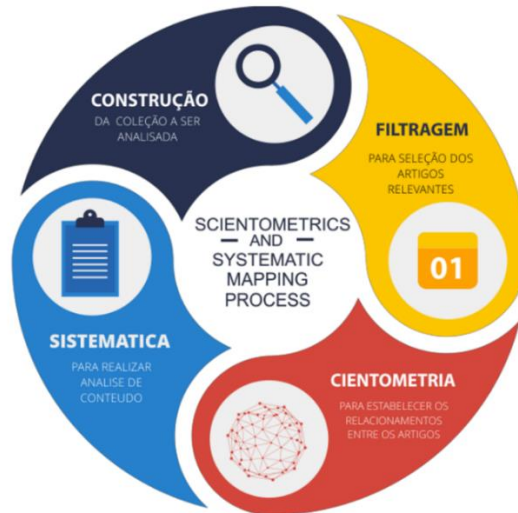 CONSTRUÇÃO
DA COLEÇÃO A SER
ANALISADA
FILTRAGEM
PARA SELEÇÃO DOS
ARTIGOS
RELEVANTES
01
SCIENTOMETRICS
— AND —
SYSTEMATIC
MAPPING
PROCESS
SISTEMATICA
PARA REALIZAR
ANALISE DE
CONTEUDO
CIENTOMETRIA
PARA ESTABELECER OS
RELACIONAMENTOS
ENTRE OS ARTIGOS